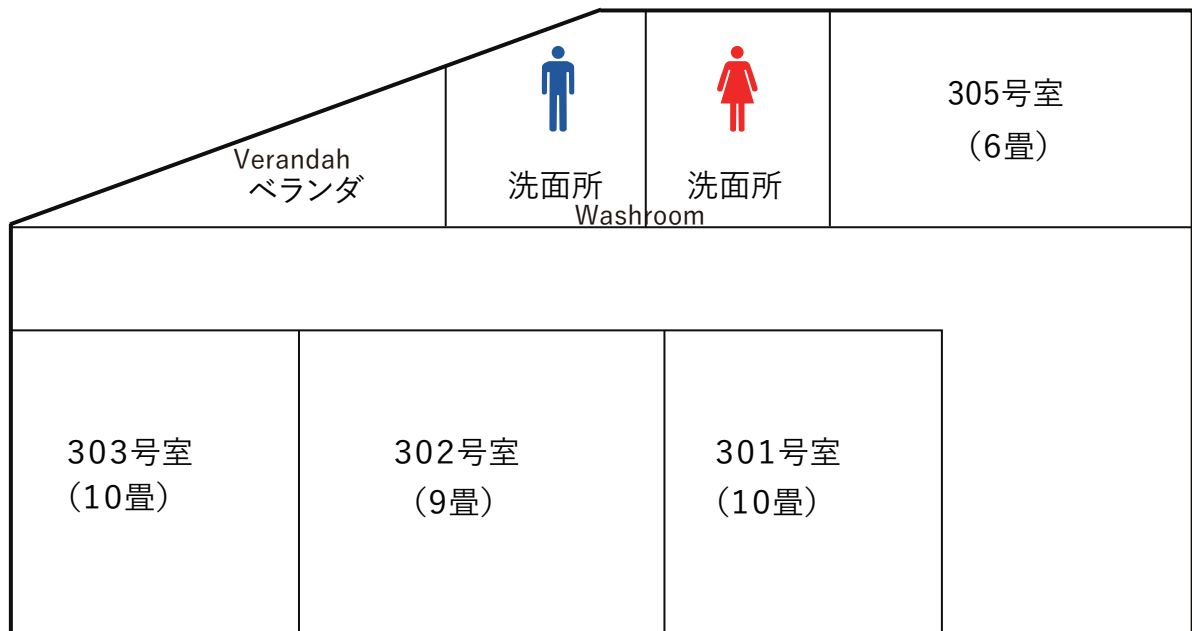 Verandah
ベランダ
洗面所
洗面所
Washroom
305号室
(6畳)
303号室
(10畳)
302号室
(9畳)
301号室
(10畳)